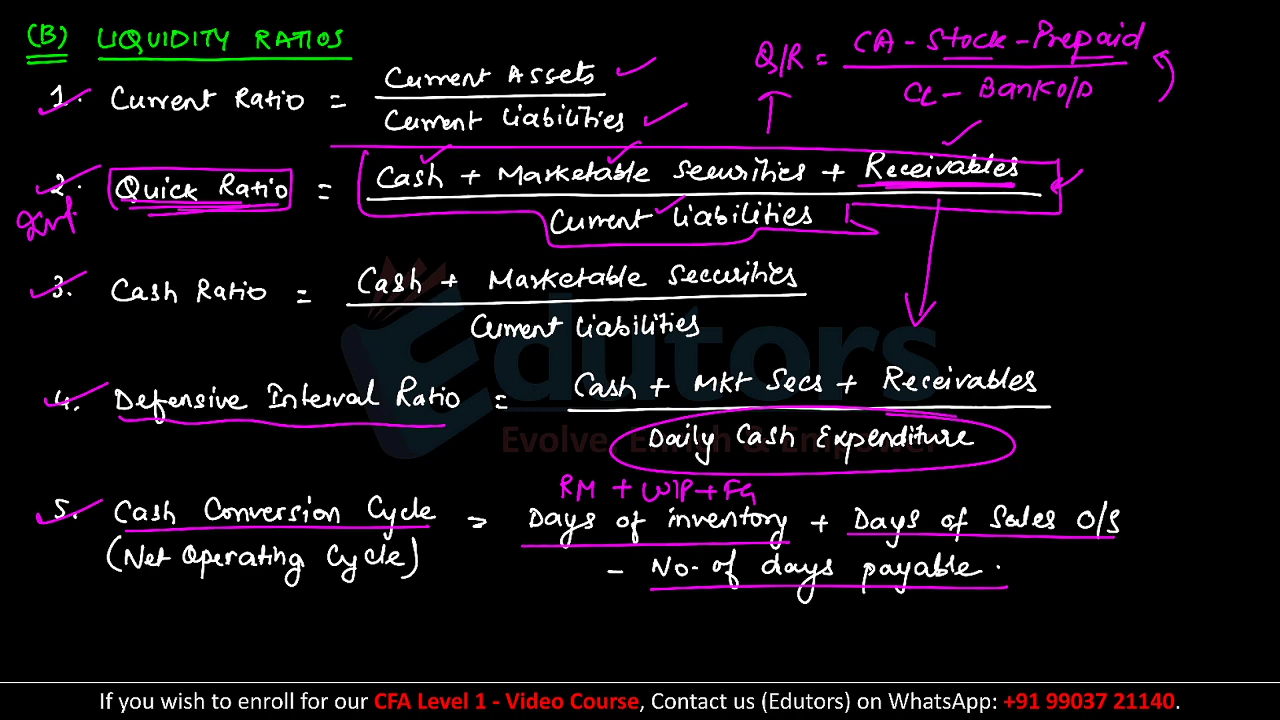 (B) LIQUIDITY RATIOS
Q/R = CA - Stock - Prepaid
CL - Bank O/D
1. Current Ratio = Current Assets
Current Liabilities
2. Quick Ratio = Cash + Marketable Securities + Receivables
Current Liabilities
3. Cash Ratio = Cash + Marketable Securities
Current Liabilities
Edutors
Evolve, Enrich & Empower
4. Defensive Interval Ratio = Cash + Mkt Secs + Receivables
Daily Cash Expenditure
RM + WIP + FG
5. Cash Conversion Cycle = Days of inventory + Days of Sales O/S
(Net Operating Cycle) - No. of days payable.
If you wish to enroll for our CFA Level 1 - Video Course, Contact us (Edutors) on WhatsApp: +91 99037 21140.